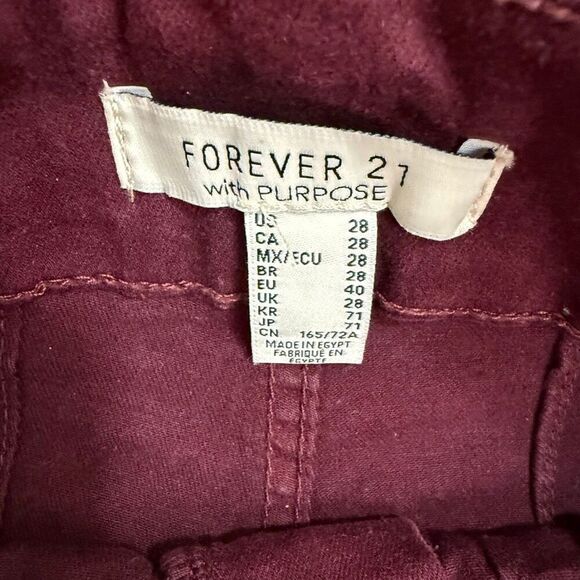 FOREVER 21
with PURPOSE
US 28
CA 28
MX/ECU 28
BR 28
EU 40
UK 28
KR 71
JP 71
CN 165/72A
MADE IN EGYPT
FABRIQUÉ EN
EGYPTE